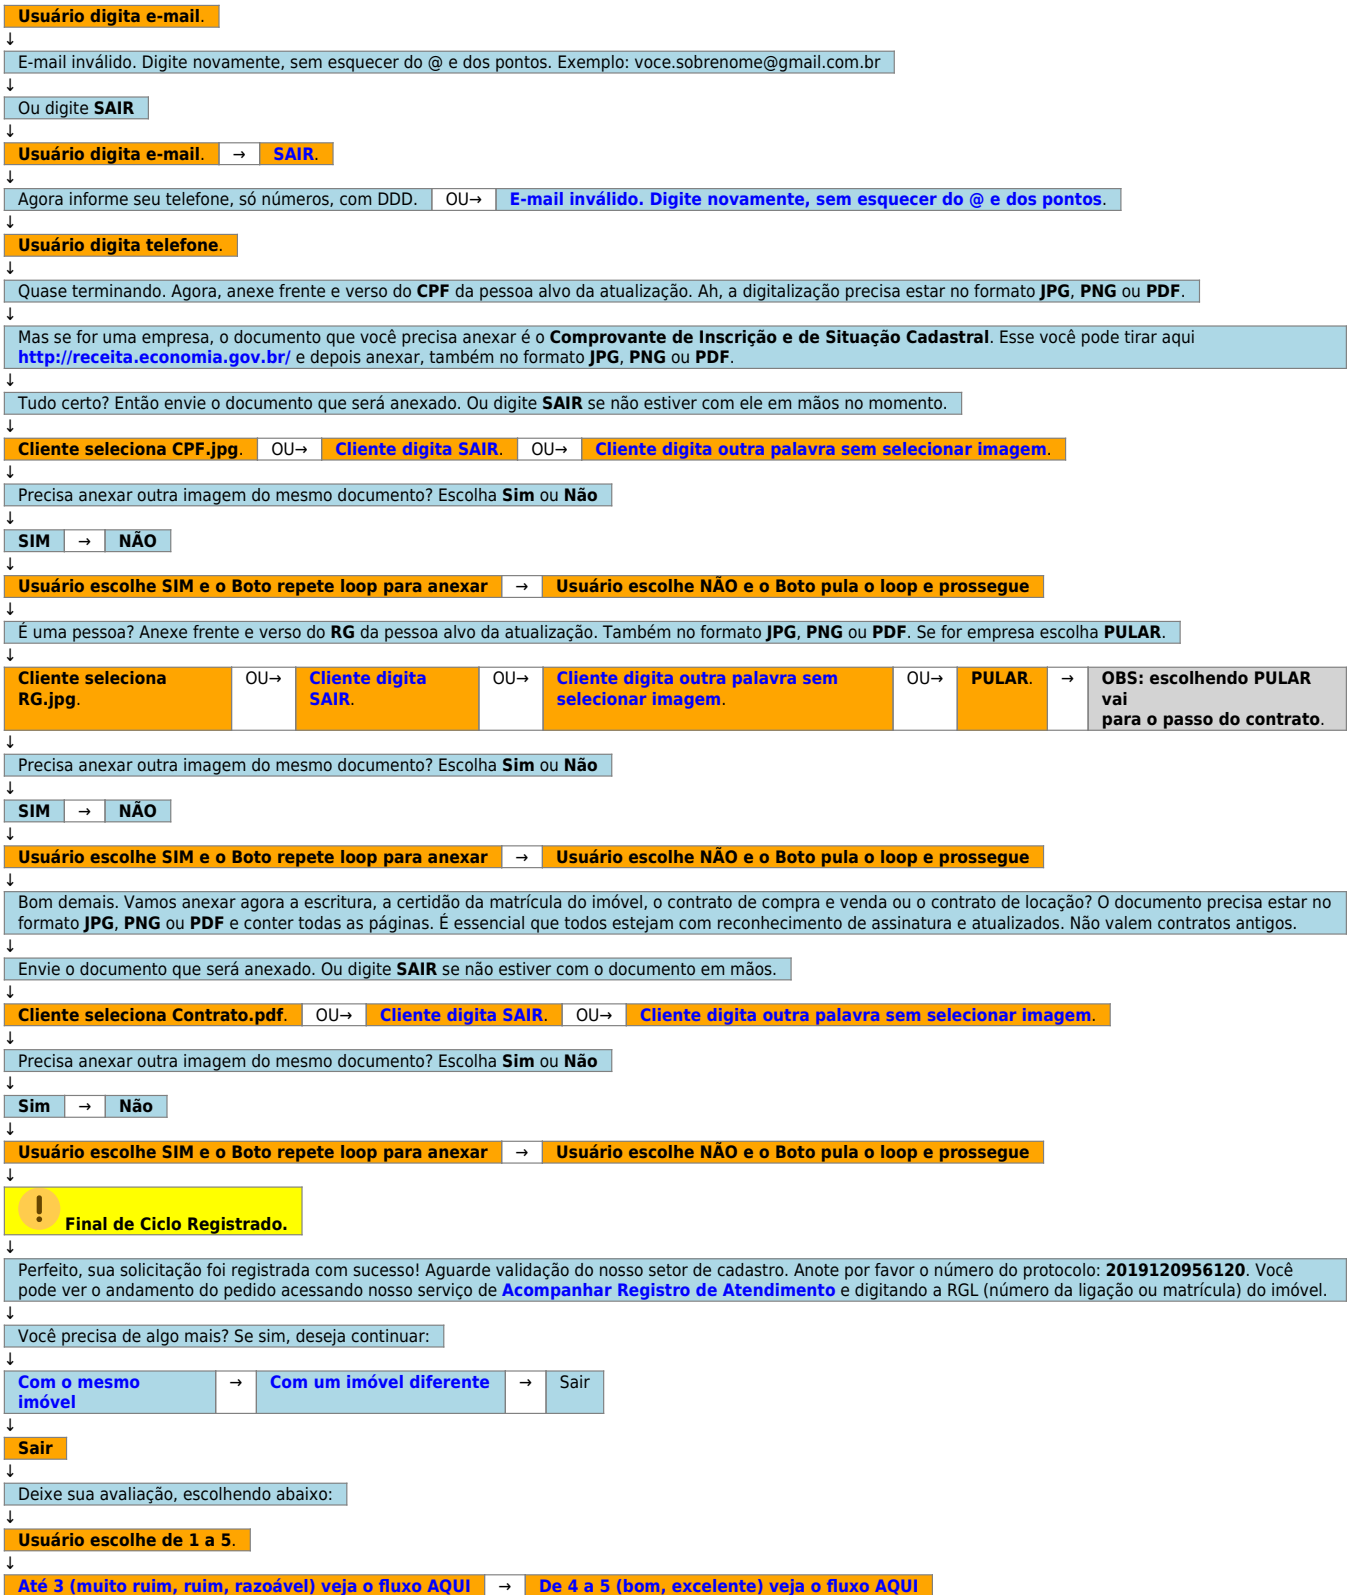 Usuário digita e-mail.
↓
E-mail inválido. Digite novamente, sem esquecer do @ e dos pontos. Exemplo: voce.sobrenome@gmail.com.br
↓
Ou digite SAIR
↓
Usuário digita e-mail. → SAIR.
↓
Agora informe seu telefone, só números, com DDD. OU→ E-mail inválido. Digite novamente, sem esquecer do @ e dos pontos.
↓
Usuário digita telefone.
↓
Quase terminando. Agora, anexe frente e verso do CPF da pessoa alvo da atualização. Ah, a digitalização precisa estar no formato JPG, PNG ou PDF.
↓
Mas se for uma empresa, o documento que você precisa anexar é o Comprovante de Inscrição e de Situação Cadastral. Esse você pode tirar aqui
http://receita.economia.gov.br/ e depois anexar, também no formato JPG, PNG ou PDF.
↓
Tudo certo? Então envie o documento que será anexado. Ou digite SAIR se não estiver com ele em mãos no momento.
↓
Cliente seleciona CPF.jpg. OU→ Cliente digita SAIR. OU→ Cliente digita outra palavra sem selecionar imagem.
↓
Precisa anexar outra imagem do mesmo documento? Escolha Sim ou Não
↓
SIM → NÃO
↓
Usuário escolhe SIM e o Boto repete loop para anexar → Usuário escolhe NÃO e o Boto pula o loop e prossegue
↓
É uma pessoa? Anexe frente e verso do RG da pessoa alvo da atualização. Também no formato JPG, PNG ou PDF. Se for empresa escolha PULAR.
↓
Cliente seleciona
RG.jpg. OU→ Cliente digita
SAIR. OU→ Cliente digita outra palavra sem
selecionar imagem. OU→ PULAR. → OBS: escolhendo PULAR
vai
para o passo do contrato.
↓
Precisa anexar outra imagem do mesmo documento? Escolha Sim ou Não
↓
SIM → NÃO
↓
Usuário escolhe SIM e o Boto repete loop para anexar → Usuário escolhe NÃO e o Boto pula o loop e prossegue
↓
Bom demais. Vamos anexar agora a escritura, a certidão da matrícula do imóvel, o contrato de compra e venda ou o contrato de locação? O documento precisa estar no
formato JPG, PNG ou PDF e conter todas as páginas. É essencial que todos estejam com reconhecimento de assinatura e atualizados. Não valem contratos antigos.
↓
Envie o documento que será anexado. Ou digite SAIR se não estiver com o documento em mãos.
↓
Cliente seleciona Contrato.pdf. OU→ Cliente digita SAIR. OU→ Cliente digita outra palavra sem selecionar imagem.
↓
Precisa anexar outra imagem do mesmo documento? Escolha Sim ou Não
↓
Sim → Não
↓
Usuário escolhe SIM e o Boto repete loop para anexar → Usuário escolhe NÃO e o Boto pula o loop e prossegue
↓
! Final de Ciclo Registrado.
↓
Perfeito, sua solicitação foi registrada com sucesso! Aguarde validação do nosso setor de cadastro. Anote por favor o número do protocolo: 2019120956120. Você
pode ver o andamento do pedido acessando nosso serviço de Acompanhar Registro de Atendimento e digitando a RGL (número da ligação ou matrícula) do imóvel.
↓
Você precisa de algo mais? Se sim, deseja continuar:
↓
Com o mesmo
imóvel → Com um imóvel diferente → Sair
↓
Sair
↓
Deixe sua avaliação, escolhendo abaixo:
↓
Usuário escolhe de 1 a 5.
↓
Até 3 (muito ruim, ruim, razoável) veja o fluxo AQUI → De 4 a 5 (bom, excelente) veja o fluxo AQUI